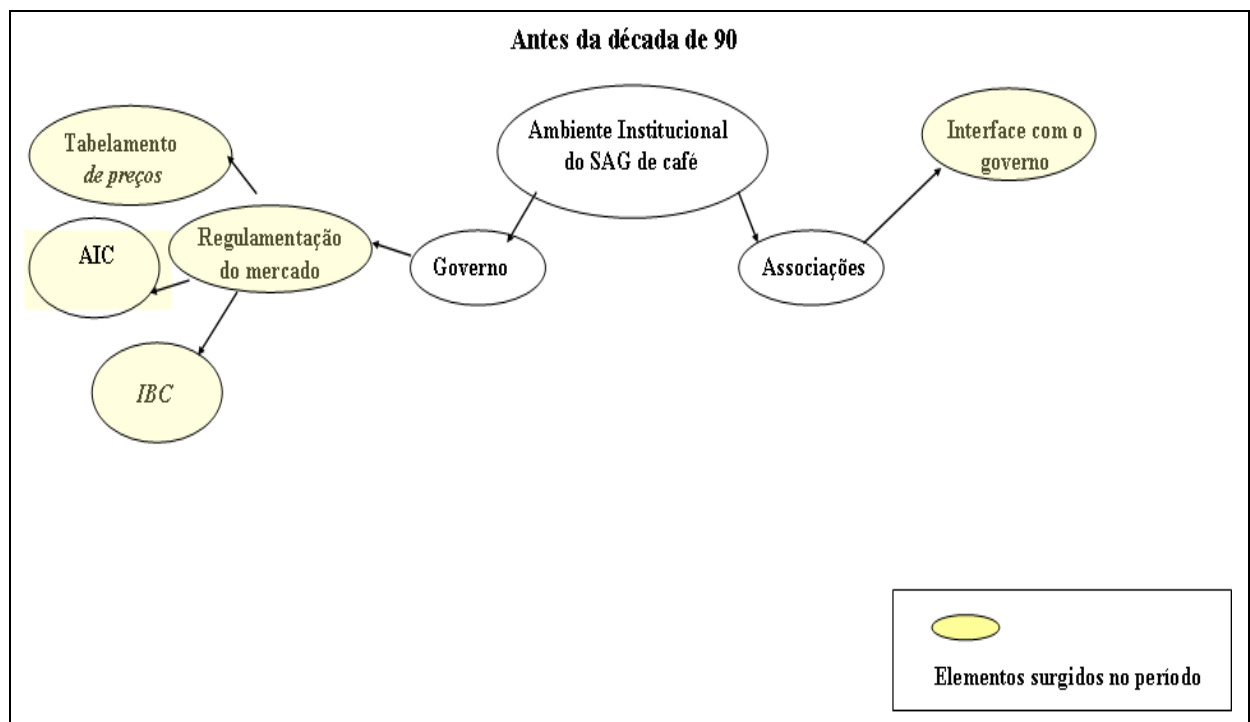 Antes da década de 90
Ambiente Institucional
do SAG de café
Interface com o
governo
Tabelamento
de preços
Regulamentação
do mercado
AIC
Governo
Associações
IBC
Elementos surgidos no período